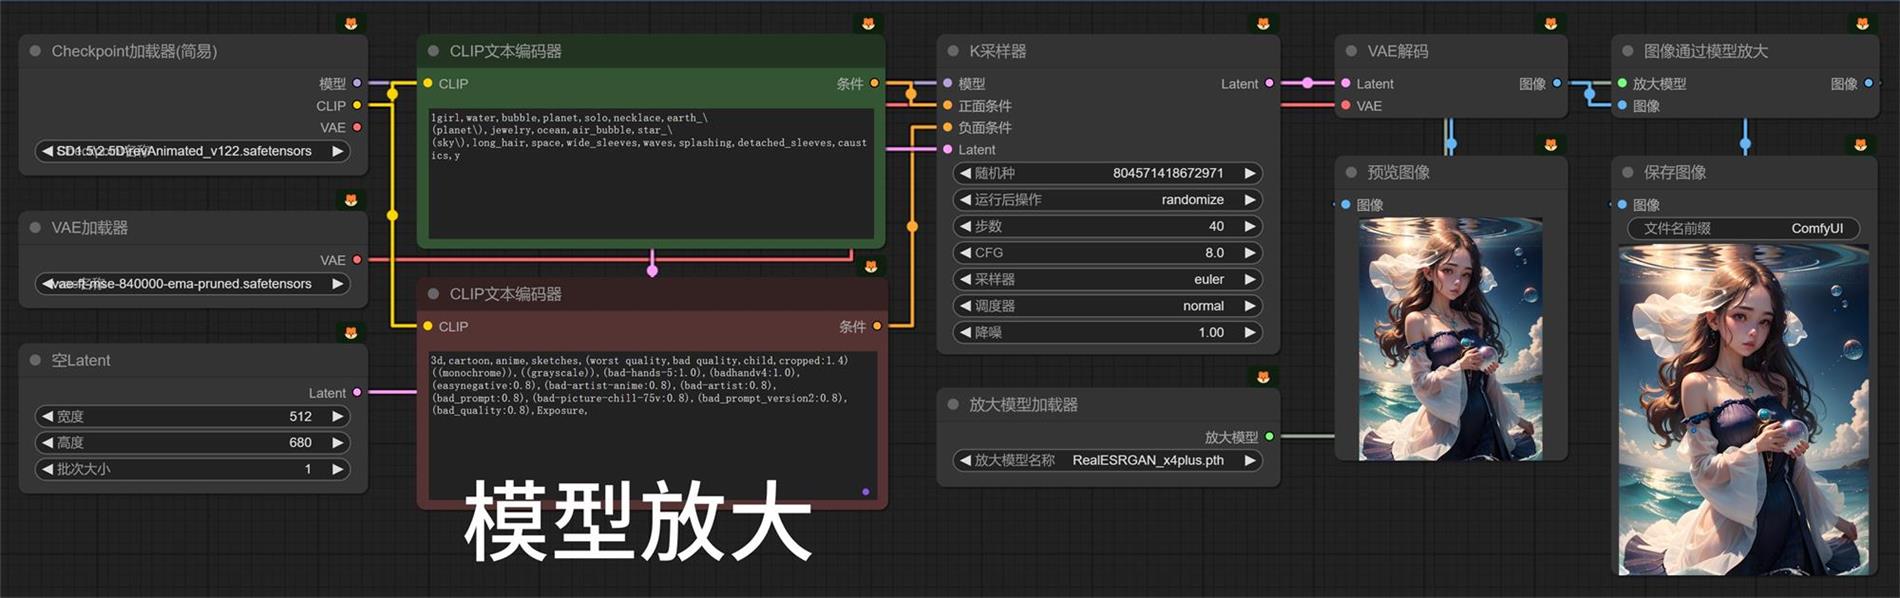 Checkpoint加载器(简易)
模型
CLIP
VAE
VAE加载器
VAE
vae-ft-mse-840000-ema-pruned.safetensors
空Latent
Latent
宽度 512
高度 680
批次大小 1
CLIP文本编码器
CLIP 条件
1girl,water,bubble,planet,solo,necklace,earth_\
(planet\),jewelry,ocean,air_bubble,star_\
(sky\),long_hair,space,wide_sleeves,waves,splashing,detached_sleeves,caust
ics,y
CLIP文本编码器
CLIP 条件
3d,cartoon,anime,sketches,(worst quality,bad quality,child,cropped:1.4)
((monochrome)),((grayscale)),(bad-hands-5:1.0),(badhandv4:1.0),
(easynegative:0.8),(bad-artist-anime:0.8),(bad-artist:0.8),
(bad_prompt:0.8),(bad-picture-chill-75v:0.8),(bad_prompt_version2:0.8),
(bad_quality:0.8),Exposure,
模型放大
K采样器
模型 Latent
正面条件
负面条件
Latent
随机种 804571418672971
运行后操作 randomize
步数 40
CFG 8.0
采样器 euler
调度器 normal
降噪 1.00
放大模型加载器
放大模型
放大模型名称 RealESRGAN_x4plus.pth
VAE解码
Latent 图像
VAE
预览图像
图像
图像通过模型放大
放大模型 图像
图像
保存图像
图像
文件名前缀 ComfyUI